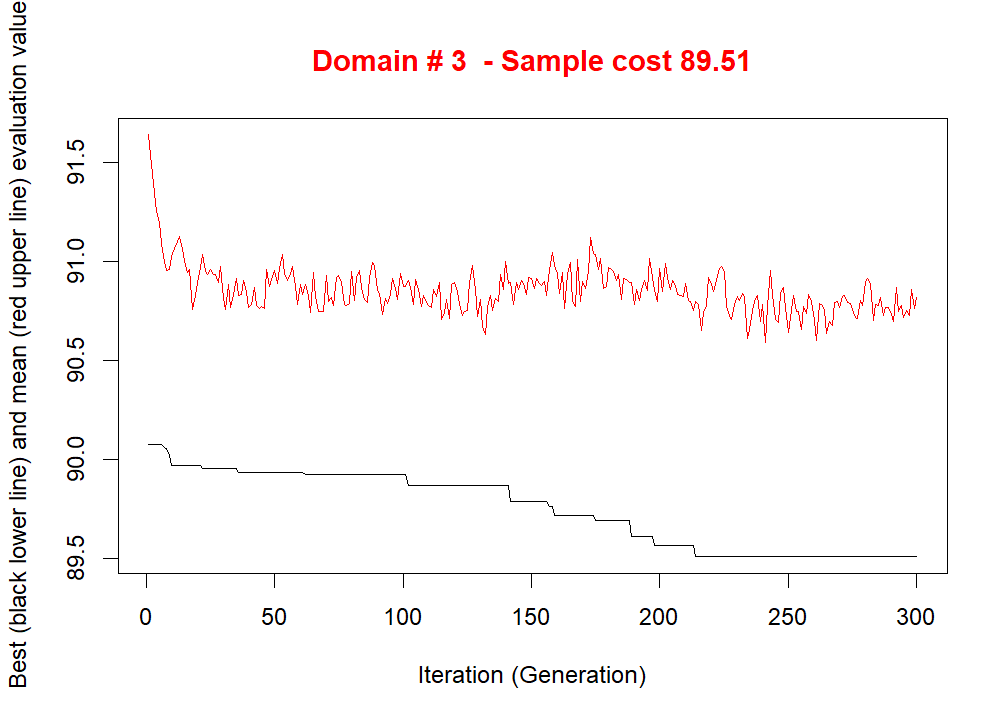 Domain # 3  - Sample cost 89.51
Best (black lower line) and mean (red upper line) evaluation value
91.5
91.0
90.5
90.0
89.5
0 50 100 150 200 250 300
Iteration (Generation)